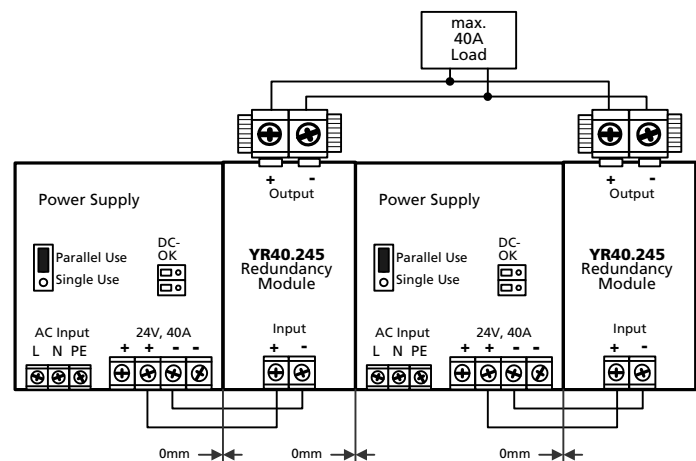 max.
40A
Load
+ -
Output
+ -
Output
Power Supply
DC-
OK
Parallel Use
Single Use
AC Input
L N PE
24V, 40A
+ + - -
YR40.245
Redundancy
Module
Input
+ -
Power Supply
DC-
OK
Parallel Use
Single Use
AC Input
L N PE
24V, 40A
+ + - -
YR40.245
Redundancy
Module
Input
+ -
0mm
0mm
0mm